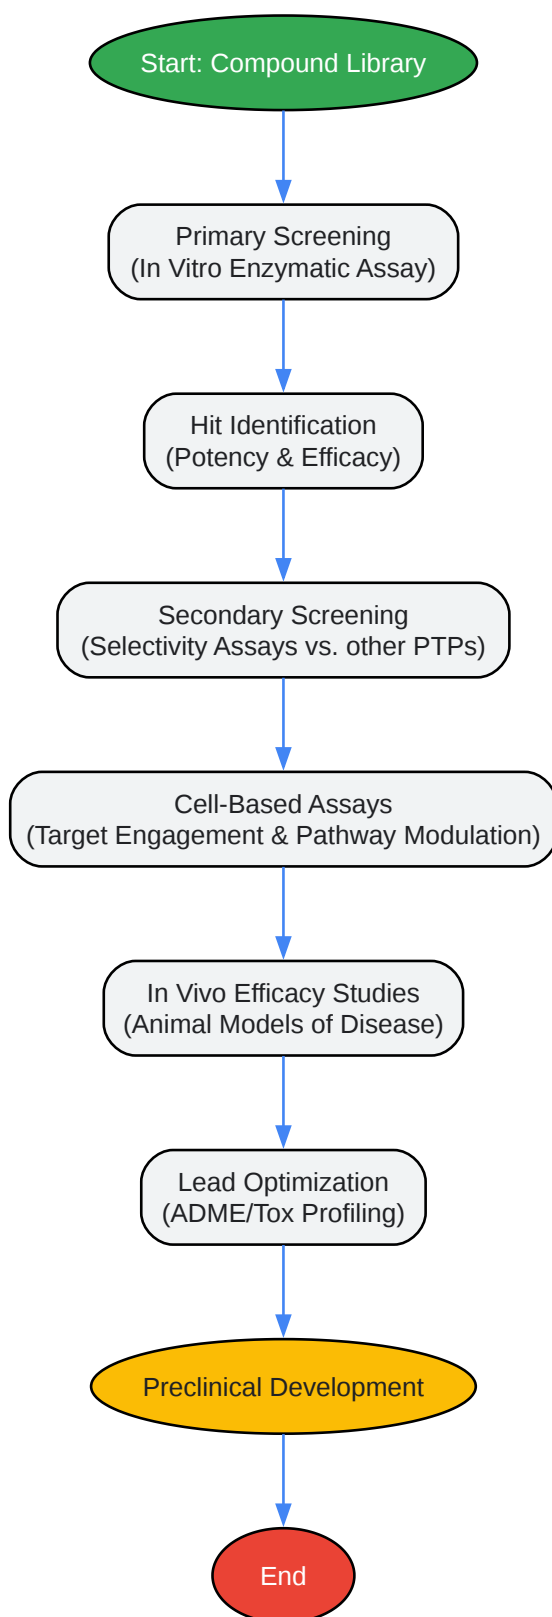 Start: Compound Library
Primary Screening
(In Vitro Enzymatic Assay)
Hit Identification
(Potency & Efficacy)
Secondary Screening
(Selectivity Assays vs. other PTPs)
Cell-Based Assays
(Target Engagement & Pathway Modulation)
In Vivo Efficacy Studies
(Animal Models of Disease)
Lead Optimization
(ADME/Tox Profiling)
Preclinical Development
End